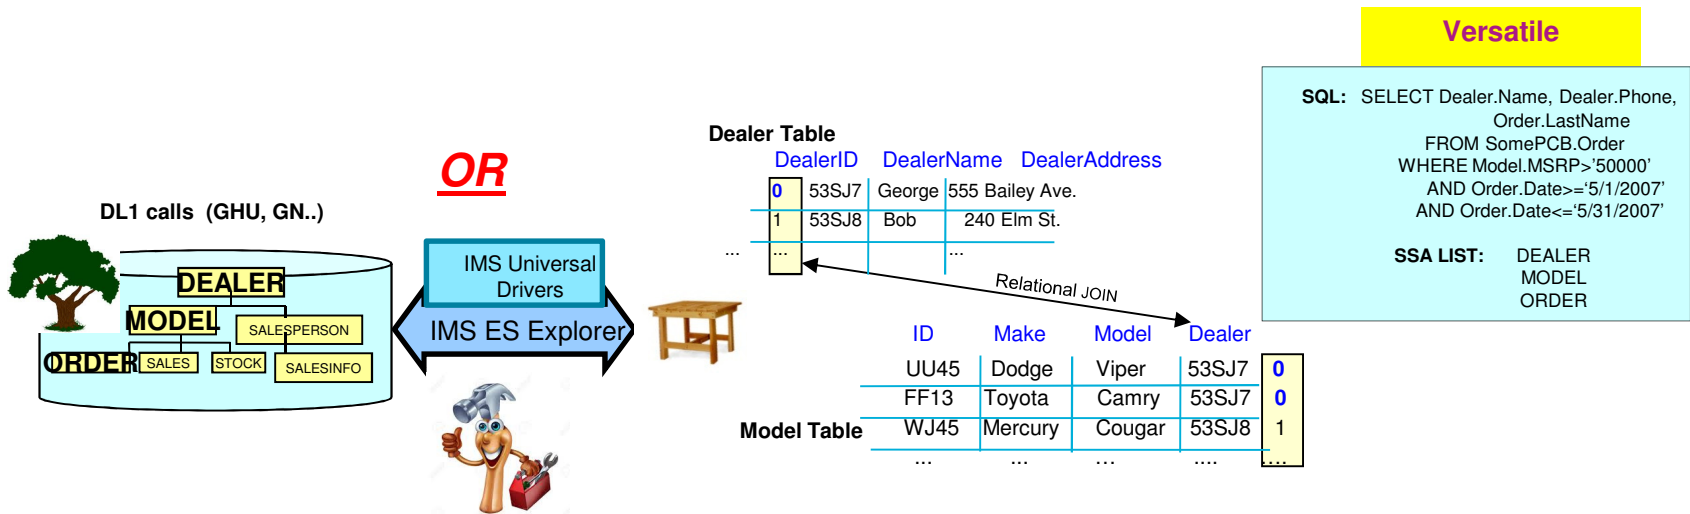 Versatile
SQL: SELECT Dealer.Name, Dealer.Phone,
Order.LastName
FROM SomePCB.Order
WHERE Model.MSRP>'50000'
AND Order.Date>='5/1/2007'
AND Order.Date<='5/31/2007'
SSA LIST: DEALER
MODEL
ORDER
OR
DL1 calls (GHU, GN..)
DEALER
MODEL
SALESPERSON
ORDER
SALES
STOCK
SALESINFO
IMS Universal
Drivers
IMS ES Explorer
Dealer Table
DealerID DealerName DealerAddress
0 53SJ7 George 555 Bailey Ave.
1 53SJ8 Bob 240 Elm St.
... ... ...
Relational JOIN
ID Make Model Dealer
UU45 Dodge Viper 53SJ7 0
FF13 Toyota Camry 53SJ7 0
Model Table
WJ45 Mercury Cougar 53SJ8 1
... ... ... .... ....